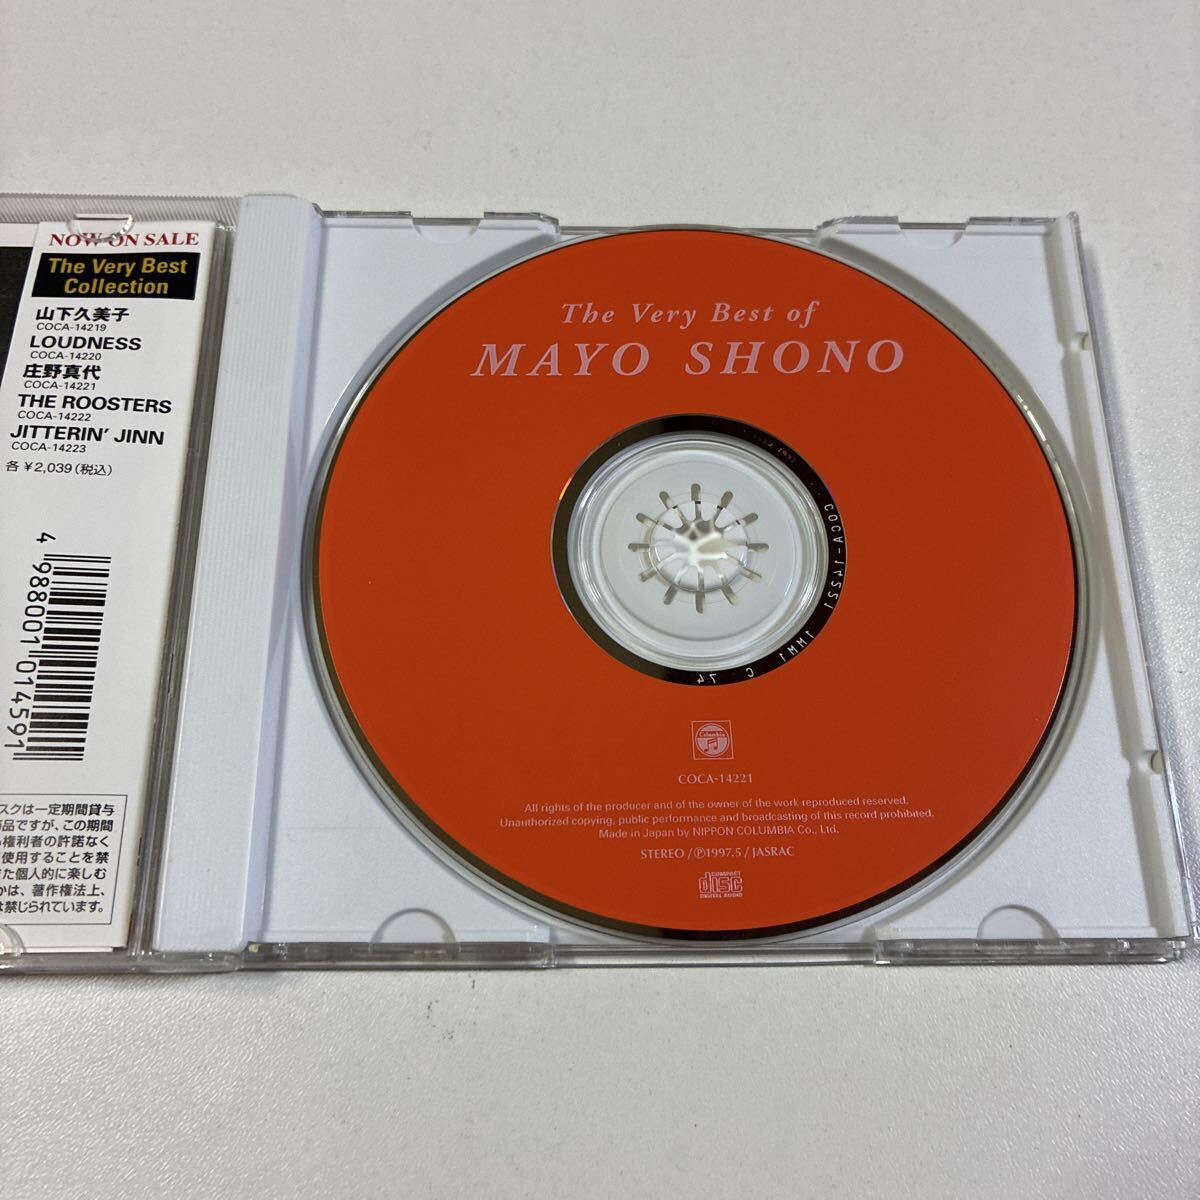 NOW ON SALE
The Very Best
Collection
山下久美子
COCA-14219
LOUDNESS
COCA-14220
庄野真代
COCA-14221
THE ROOSTERS
COCA-14222
JITTERIN' JINN
COCA-14223
各¥2,039(税込)
4 988001 014591
スクは一定期間貸与
商品ですが、この期間
権利者の許諾なく
使用することを禁
た個人的に楽しむ
かは、著作権法上、
は禁じられています。
The Very Best of
MAYO SHONO
COCA-14221 1MM1 C 74
Columbia
COCA-14221
All rights of the producer and of the owner of the work reproduced reserved.
Unauthorized copying, public performance and broadcasting of this record prohibited.
Made in Japan by NIPPON COLUMBIA Co., Ltd.
STEREO / Ⓟ1997.5 / JASRAC
COMPACT
disc
DIGITAL AUDIO